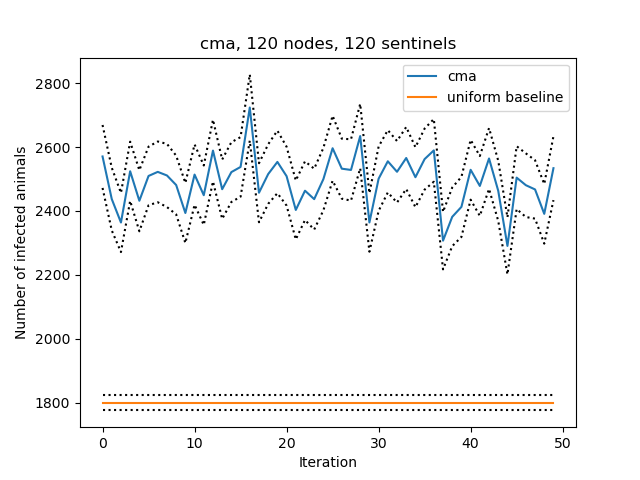 cma, 120 nodes, 120 sentinels
cma
uniform baseline
Number of infected animals
2800
2600
2400
2200
2000
1800
0
10
20
30
40
50
Iteration